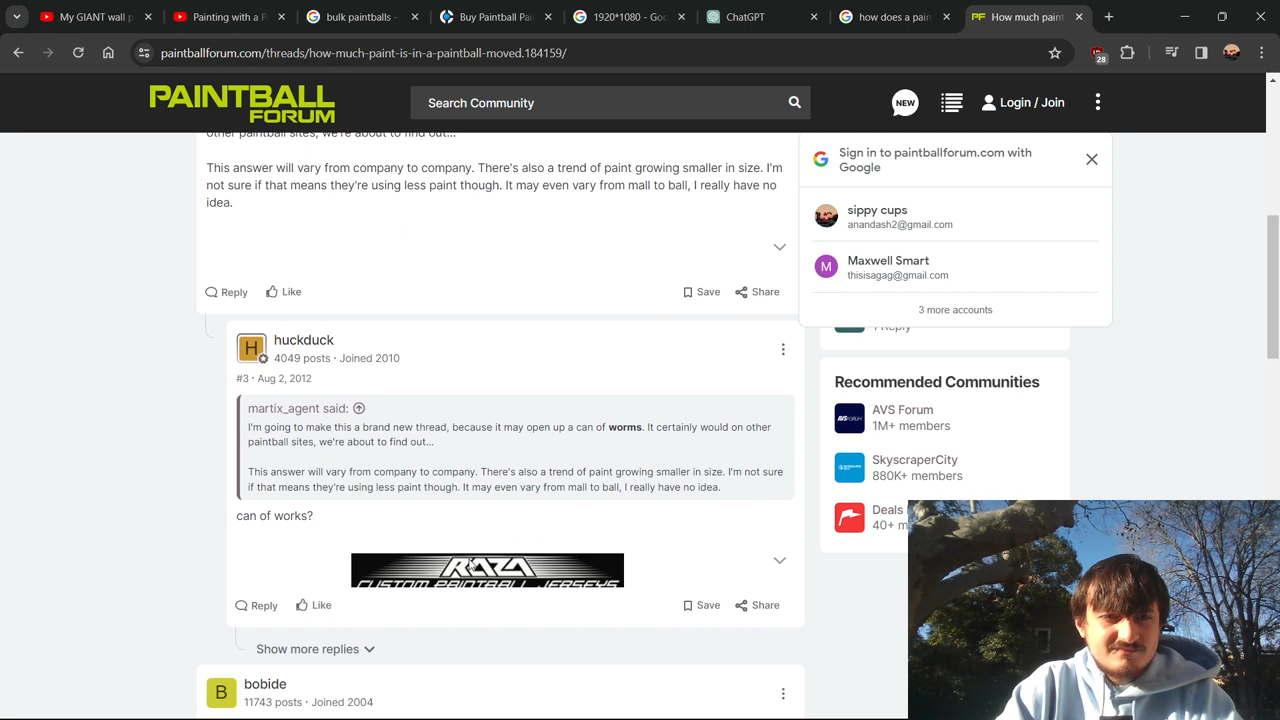 My GIANT wall p
Painting with a P
bulk paintballs -
Buy Paintball Pai
1920*1080 - Goo
ChatGPT
how does a pain
How much pain
paintballforum.com/threads/how-much-paint-is-in-a-paintball-moved.184159/
28
PAINTBALL
FORUM
Search Community
NEW
Login / Join
other paintball sites, we're about to find out...
This answer will vary from company to company. There's also a trend of paint growing smaller in size. I'm
not sure if that means they're using less paint though. It may even vary from mall to ball, I really have no
idea.
Reply
Like
Save
Share
Sign in to paintballforum.com with
Google
sippy cups
anandash2@gmail.com
M
Maxwell Smart
thisisagag@gmail.com
3 more accounts
1 Reply
H
huckduck
4049 posts · Joined 2010
#3 · Aug 2, 2012
martix_agent said:
I'm going to make this a brand new thread, because it may open up a can of worms. It certainly would on other
paintball sites, we're about to find out...
This answer will vary from company to company. There's also a trend of paint growing smaller in size. I'm not sure
if that means they're using less paint though. It may even vary from mall to ball, I really have no idea.
can of works?
RAZA
CUSTOM PAINTBALL JERSEYS
Reply
Like
Save
Share
Show more replies
B
bobide
11743 posts · Joined 2004
Recommended Communities
AVS Forum
1M+ members
SkyscraperCity
880K+ members
Deals
40+ m